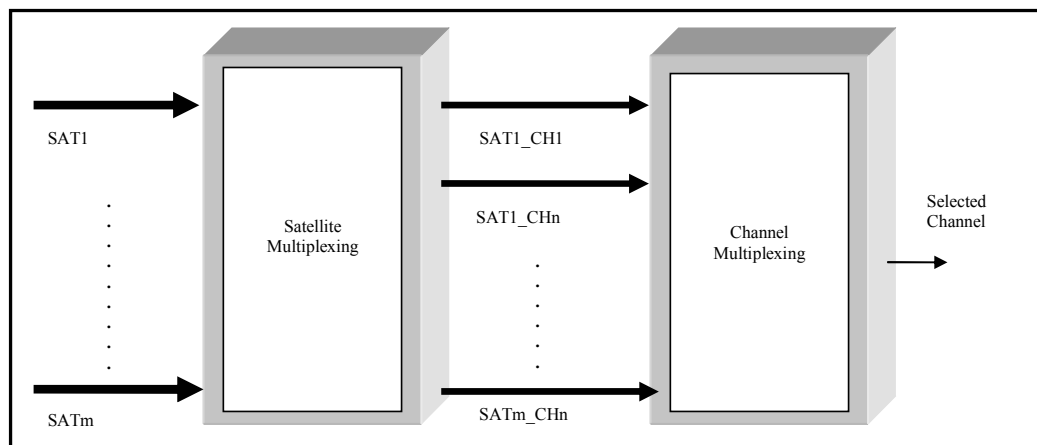 SAT1
SATm
Satellite
Multiplexing
SAT1_CH1
SAT1_CHn
SATm_CHn
Channel
Multiplexing
Selected
Channel